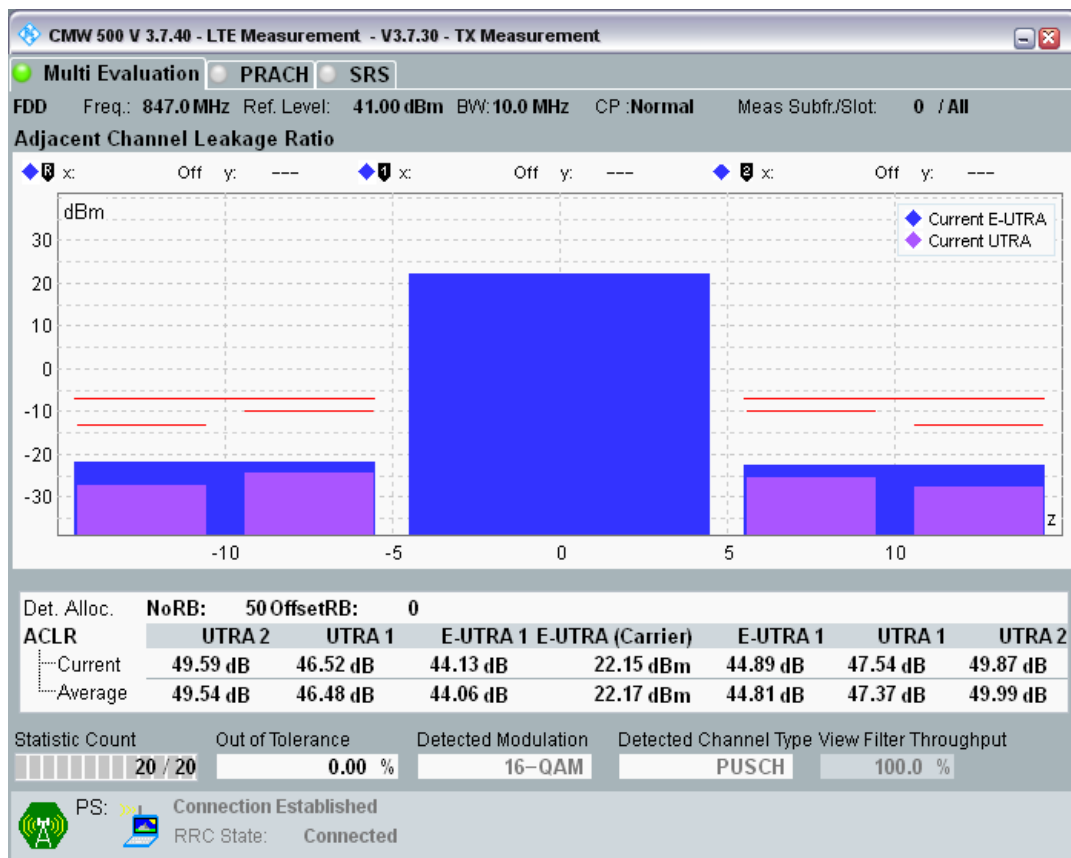 CMW 500 V 3.7.40 - LTE Measurement - V3.7.30 - TX Measurement
Multi Evaluation PRACH SRS
FDD Freq.: 847.0 MHz Ref. Level: 41.00 dBm BW: 10.0 MHz CP :Normal Meas Subfr./Slot: 0 / All
Adjacent Channel Leakage Ratio
R x: Off y: --- 1 x: Off y: --- 2 x: Off y: ---
dBm
Current E-UTRA
Current UTRA
30
20
10
0
-10
-20
-30
z
-10 -5 0 5 10
Det. Alloc. NoRB: 50 OffsetRB: 0
ACLR UTRA 2 UTRA 1 E-UTRA 1 E-UTRA (Carrier) E-UTRA 1 UTRA 1 UTRA 2
Current 49.59 dB 46.52 dB 44.13 dB 22.15 dBm 44.89 dB 47.54 dB 49.87 dB
Average 49.54 dB 46.48 dB 44.06 dB 22.17 dBm 44.81 dB 47.37 dB 49.99 dB
Statistic Count Out of Tolerance Detected Modulation Detected Channel Type View Filter Throughput
20 / 20 0.00 % 16-QAM PUSCH 100.0 %
PS: Connection Established
RRC State: Connected